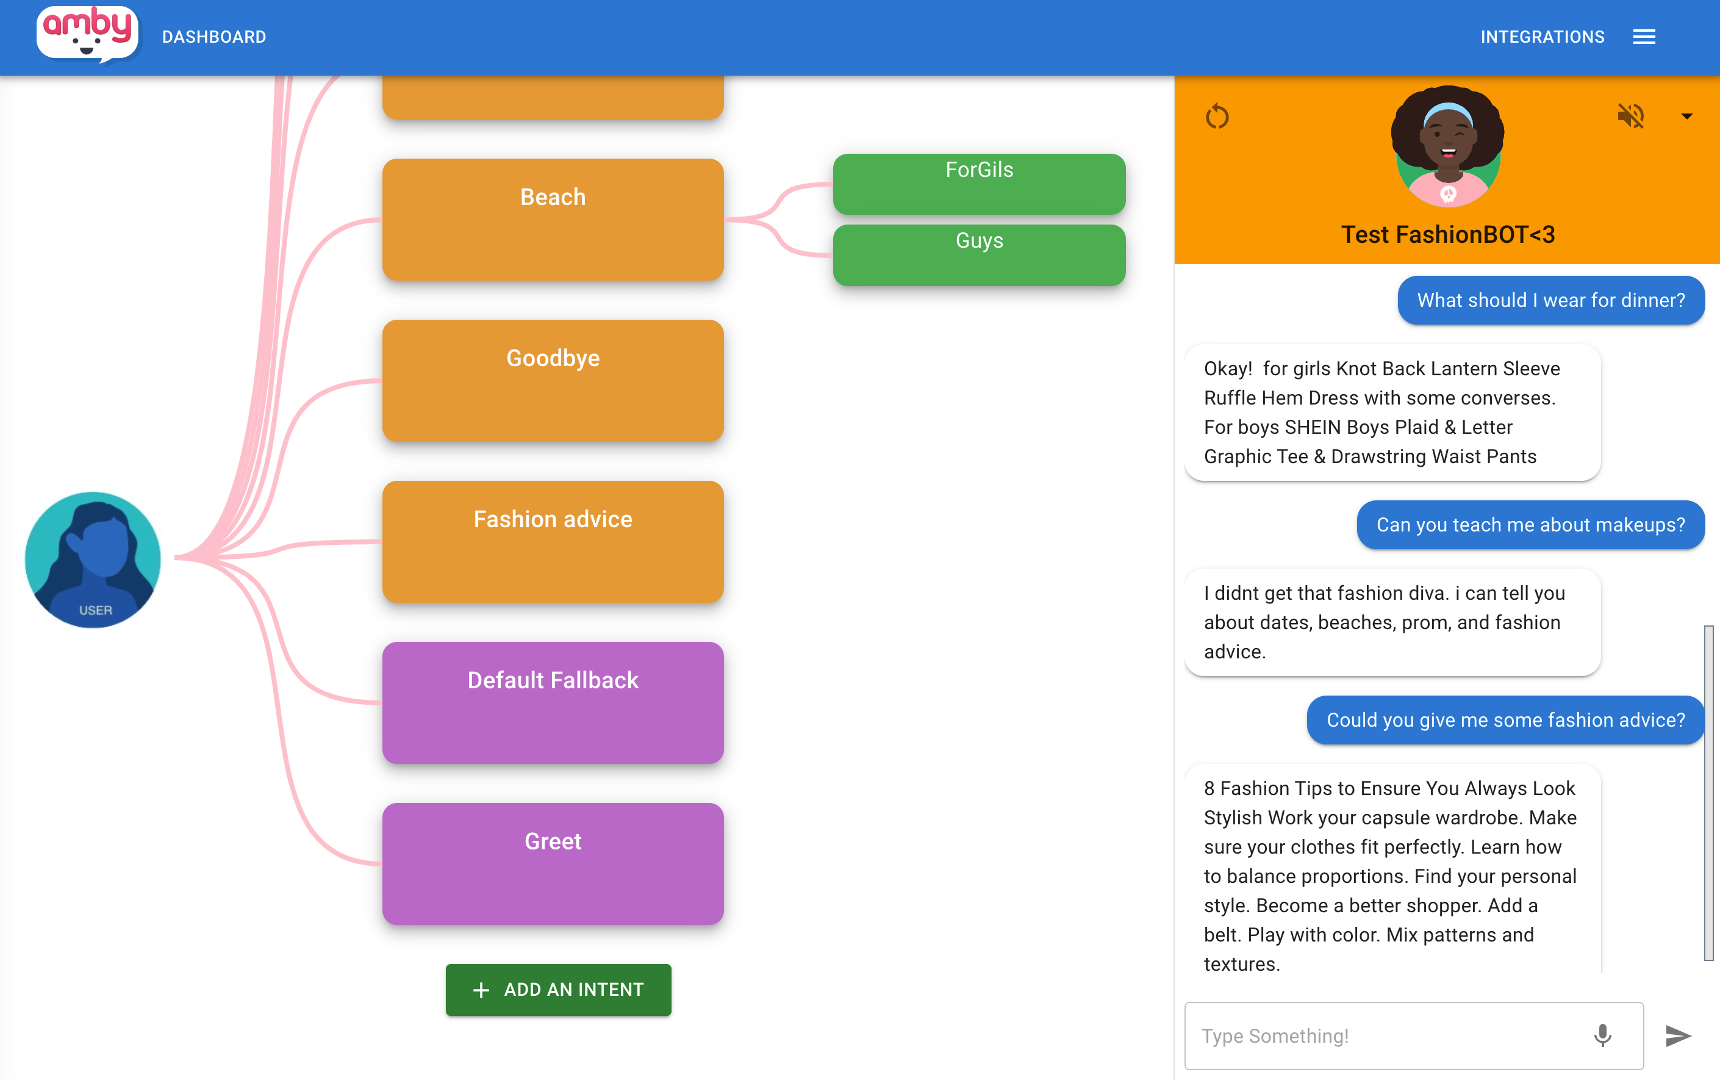 amby
DASHBOARD
INTEGRATIONS
Beach
ForGils
Guys
Goodbye
Fashion advice
USER
Default Fallback
Greet
ADD AN INTENT
Test FashionBOT<3
What should I wear for dinner?
Okay!  for girls Knot Back Lantern Sleeve
Ruffle Hem Dress with some converses.
For boys SHEIN Boys Plaid & Letter
Graphic Tee & Drawstring Waist Pants
Can you teach me about makeups?
I didnt get that fashion diva. i can tell you
about dates, beaches, prom, and fashion
advice.
Could you give me some fashion advice?
8 Fashion Tips to Ensure You Always Look
Stylish Work your capsule wardrobe. Make
sure your clothes fit perfectly. Learn how
to balance proportions. Find your personal
style. Become a better shopper. Add a
belt. Play with color. Mix patterns and
textures.
Type Something!